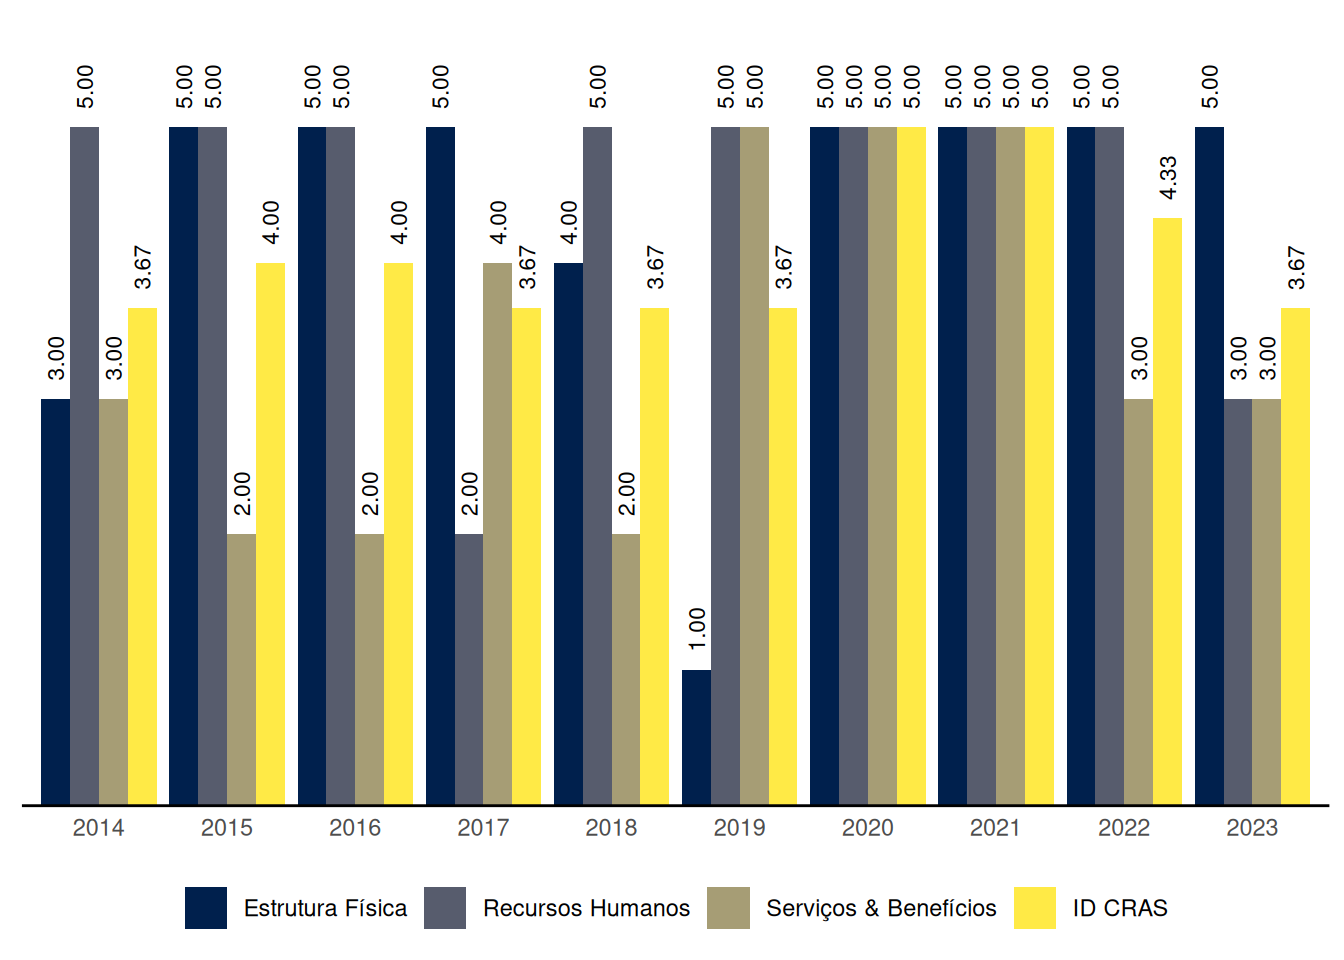 5.00 5.00 5.00 5.00 5.00 5.00 5.00 5.00 5.00 5.00 5.00 5.00 5.00 5.00 5.00 5.00 5.00 5.00 5.00
4.33
4.00 4.00 4.00 4.00
3.67 3.67 3.67 3.67 3.67
3.00 3.00 3.00 3.00 3.00
2.00 2.00 2.00 2.00
1.00
2014 2015 2016 2017 2018 2019 2020 2021 2022 2023
Estrutura Física Recursos Humanos Serviços & Benefícios ID CRAS